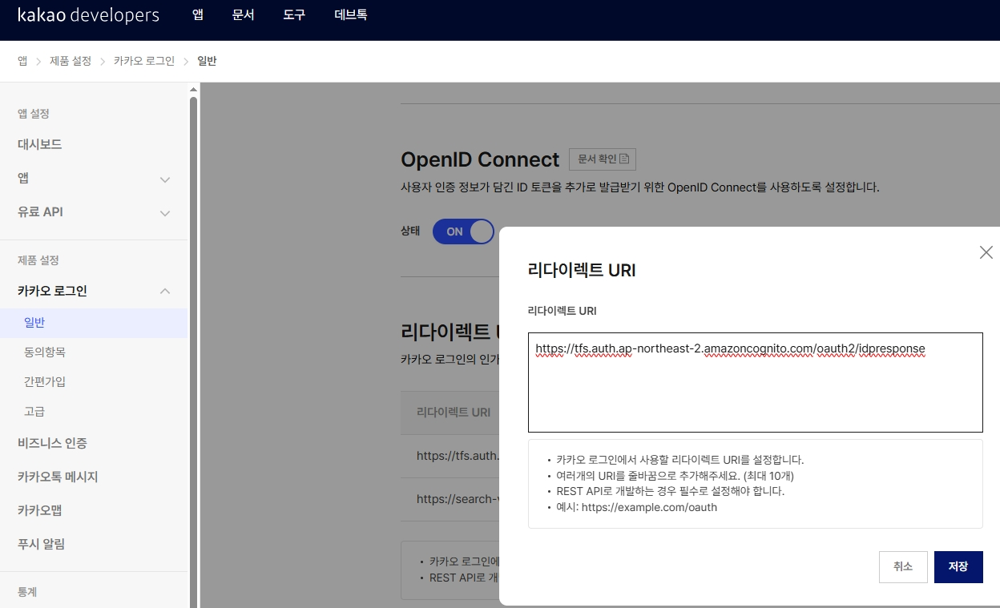 kakao developers 앱 문서 도구 데브톡
앱 > 제품 설정 > 카카오 로그인 > 일반
앱 설정
대시보드
앱
유료 API
제품 설정
카카오 로그인
일반
동의항목
간편가입
고급
비즈니스 인증
카카오톡 메시지
카카오맵
푸시 알림
통계
OpenID Connect 문서 확인
사용자 인증 정보가 담긴 ID 토큰을 추가로 발급받기 위한 OpenID Connect를 사용하도록 설정합니다.
상태 ON
리다이렉트
카카오 로그인의 인가
리다이렉트 URI
https://tfs.auth.
https://search-
• 카카오 로그인에
• REST API로 개
리다이렉트 URI
리다이렉트 URI
https://tfs.auth.ap-northeast-2.amazoncognito.com/oauth2/idpresponse
• 카카오 로그인에서 사용할 리다이렉트 URI를 설정합니다.
• 여러개의 URI를 줄바꿈으로 추가해주세요. (최대 10개)
• REST API로 개발하는 경우 필수로 설정해야 합니다.
• 예시: https://example.com/oauth
취소 저장